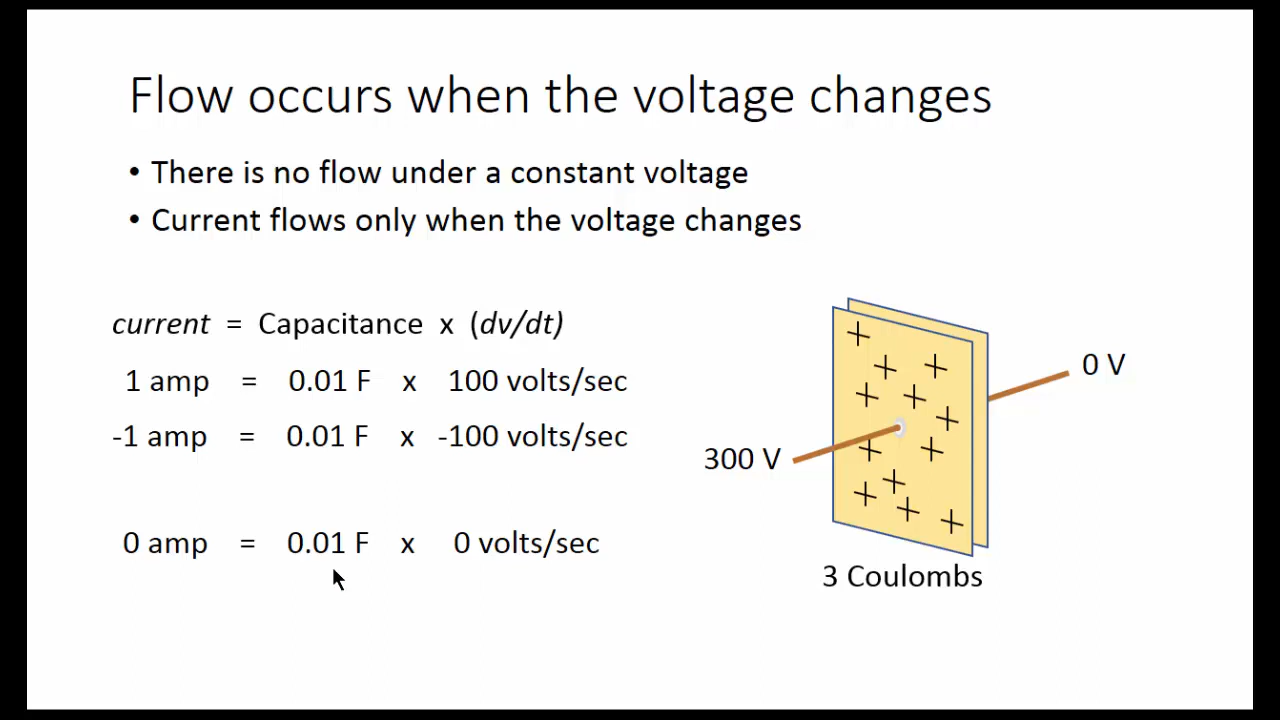 Flow occurs when the voltage changes
• There is no flow under a constant voltage
• Current flows only when the voltage changes
current = Capacitance x (dv/dt)
1 amp = 0.01 F x 100 volts/sec
-1 amp = 0.01 F x -100 volts/sec
0 amp = 0.01 F x 0 volts/sec
0 V
300 V
3 Coulombs